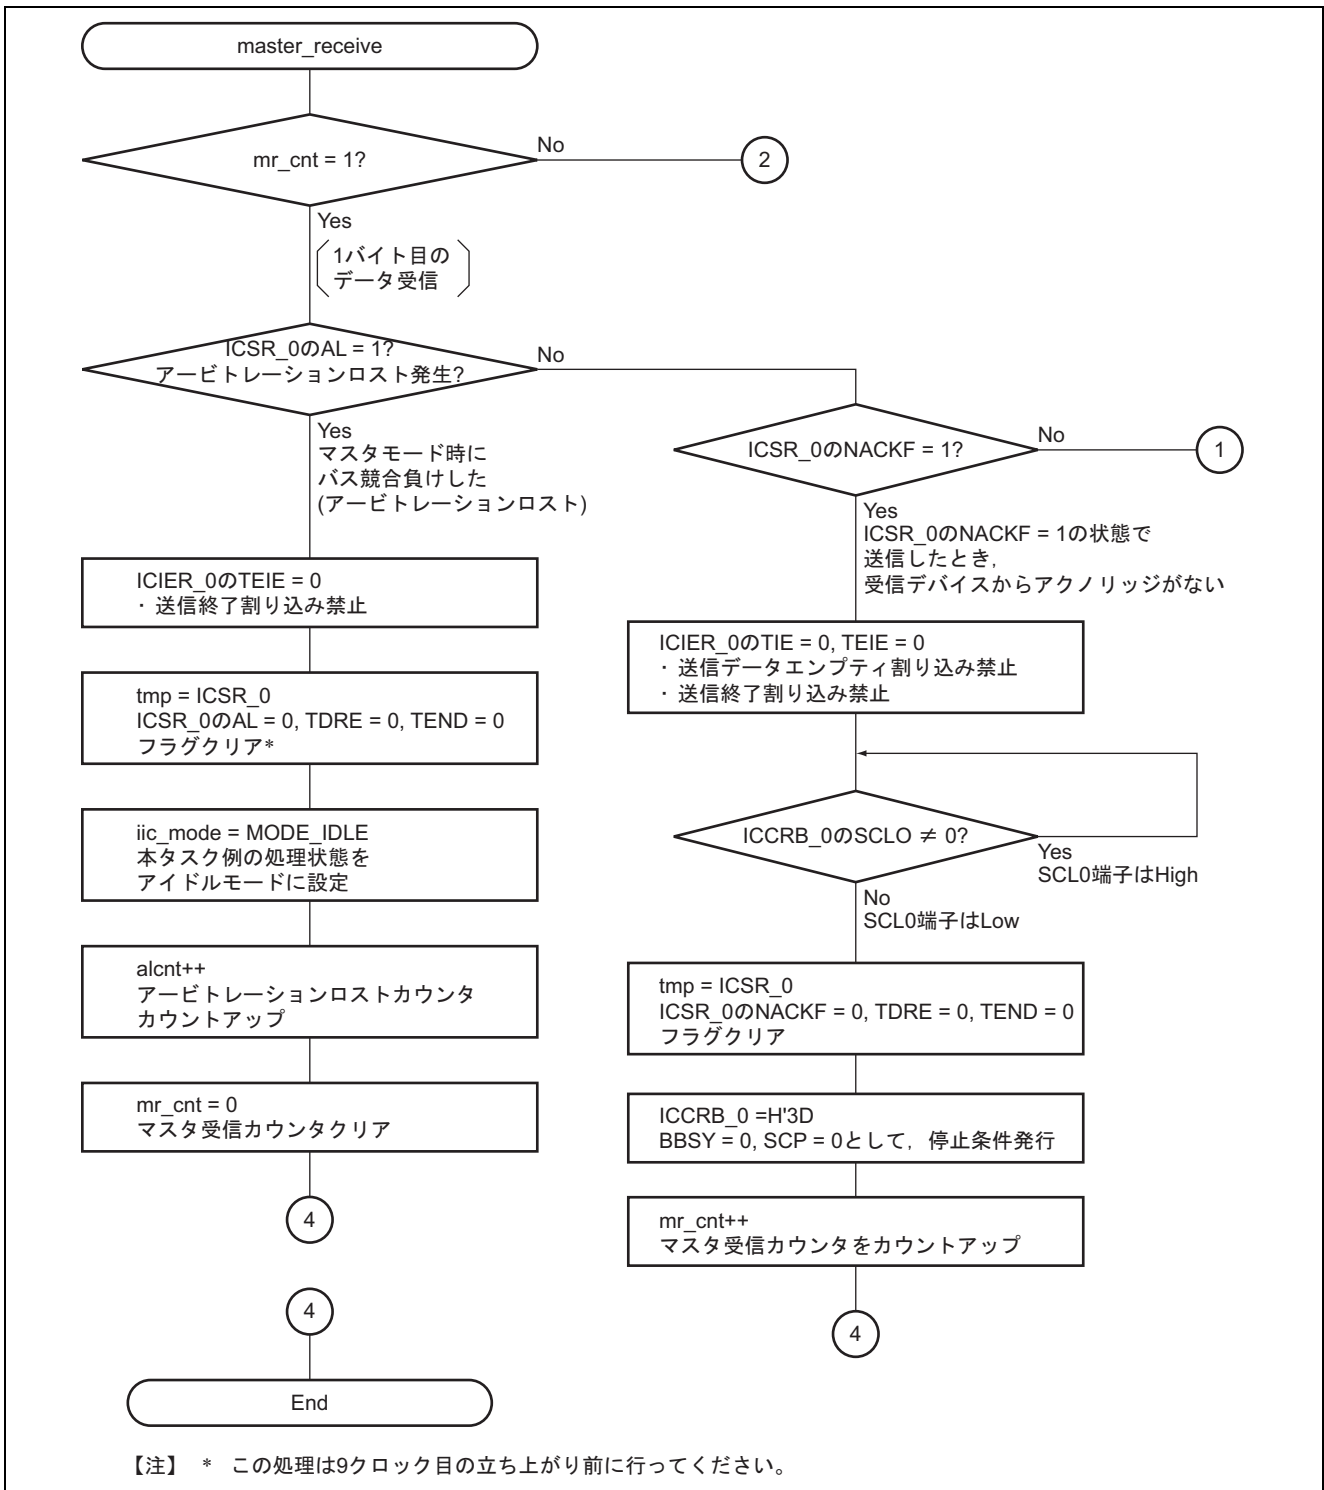 master_receive
mr_cnt = 1?
No
2
Yes
1バイト目の
データ受信
ICSR_0のAL = 1?
アービトレーションロスト発生?
No
Yes
マスタモード時に
バス競合負けした
(アービトレーションロスト)
ICIER_0のTEIE = 0
・送信終了割り込み禁止
tmp = ICSR_0
ICSR_0のAL = 0, TDRE = 0, TEND = 0
フラグクリア*
iic_mode = MODE_IDLE
本タスク例の処理状態を
アイドルモードに設定
alcnt++
アービトレーションロストカウンタ
カウントアップ
mr_cnt = 0
マスタ受信カウンタクリア
4
ICSR_0のNACKF = 1?
No
1
Yes
ICSR_0のNACKF = 1の状態で
送信したとき,
受信デバイスからアクノリッジがない
ICIER_0のTIE = 0, TEIE = 0
・送信データエンプティ割り込み禁止
・送信終了割り込み禁止
ICCRB_0のSCLO ≠ 0?
Yes
SCL0端子はHigh
No
SCL0端子はLow
tmp = ICSR_0
ICSR_0のNACKF = 0, TDRE = 0, TEND = 0
フラグクリア
ICCRB_0 =H'3D
BBSY = 0, SCP = 0として, 停止条件発行
mr_cnt++
マスタ受信カウンタをカウントアップ
4
4
End
【注】 * この処理は9クロック目の立ち上がり前に行ってください。